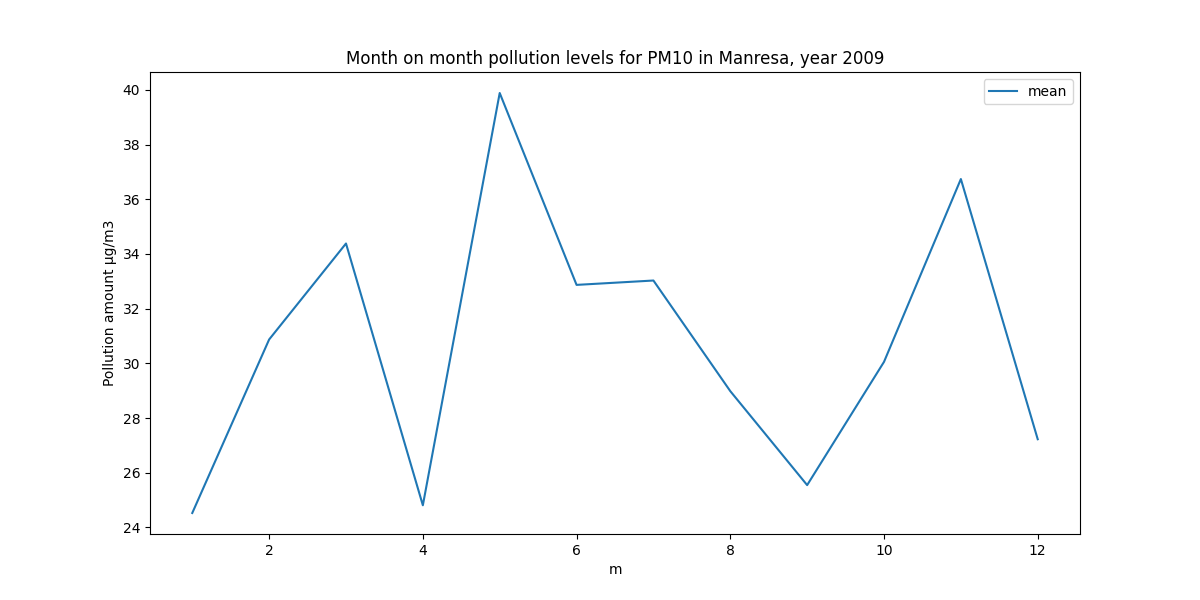 Month on month pollution levels for PM10 in Manresa, year 2009
mean
Pollution amount µg/m3
40
38
36
34
32
30
28
26
24
2 4 6 8 10 12
m